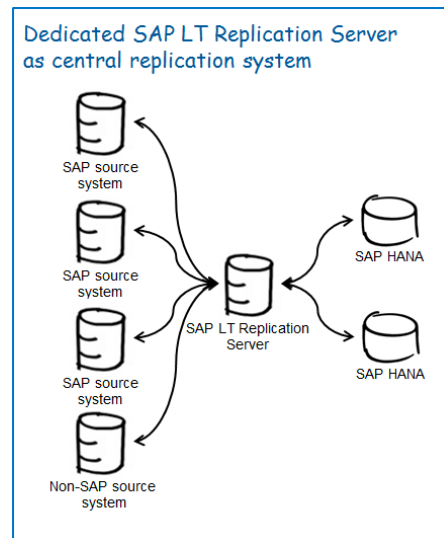 Dedicated SAP LT Replication Server
as central replication system
SAP source
system
SAP source
system
SAP source
system
Non-SAP source
system
SAP LT Replication
Server
SAP HANA
SAP HANA